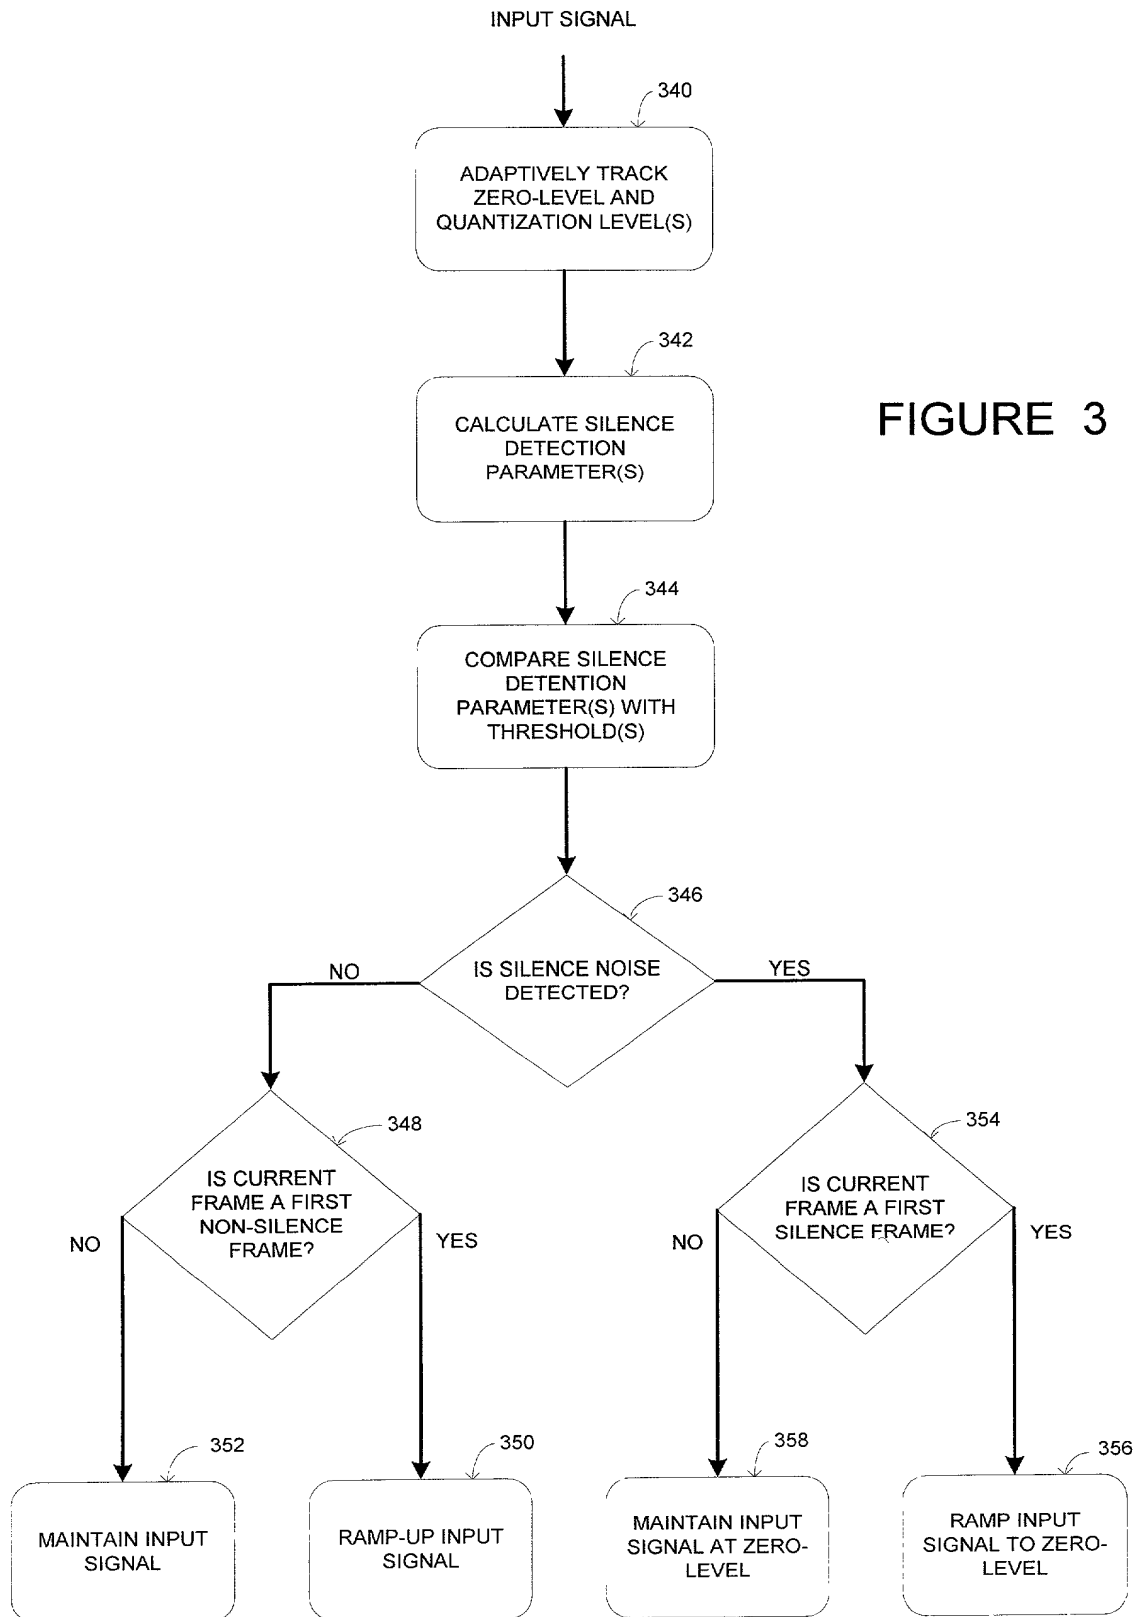 INPUT SIGNAL
340
ADAPTIVELY TRACK
ZERO-LEVEL AND
QUANTIZATION LEVEL(S)
342
CALCULATE SILENCE
DETECTION
PARAMETER(S)
FIGURE 3
344
COMPARE SILENCE
DETENTION
PARAMETER(S) WITH
THRESHOLD(S)
346
IS SILENCE NOISE
DETECTED?
NO
YES
348
IS CURRENT
FRAME A FIRST
NON-SILENCE
FRAME?
NO
YES
354
IS CURRENT
FRAME A FIRST
SILENCE FRAME?
NO
YES
352
MAINTAIN INPUT
SIGNAL
350
RAMP-UP INPUT
SIGNAL
358
MAINTAIN INPUT
SIGNAL AT ZERO-
LEVEL
356
RAMP INPUT
SIGNAL TO ZERO-
LEVEL